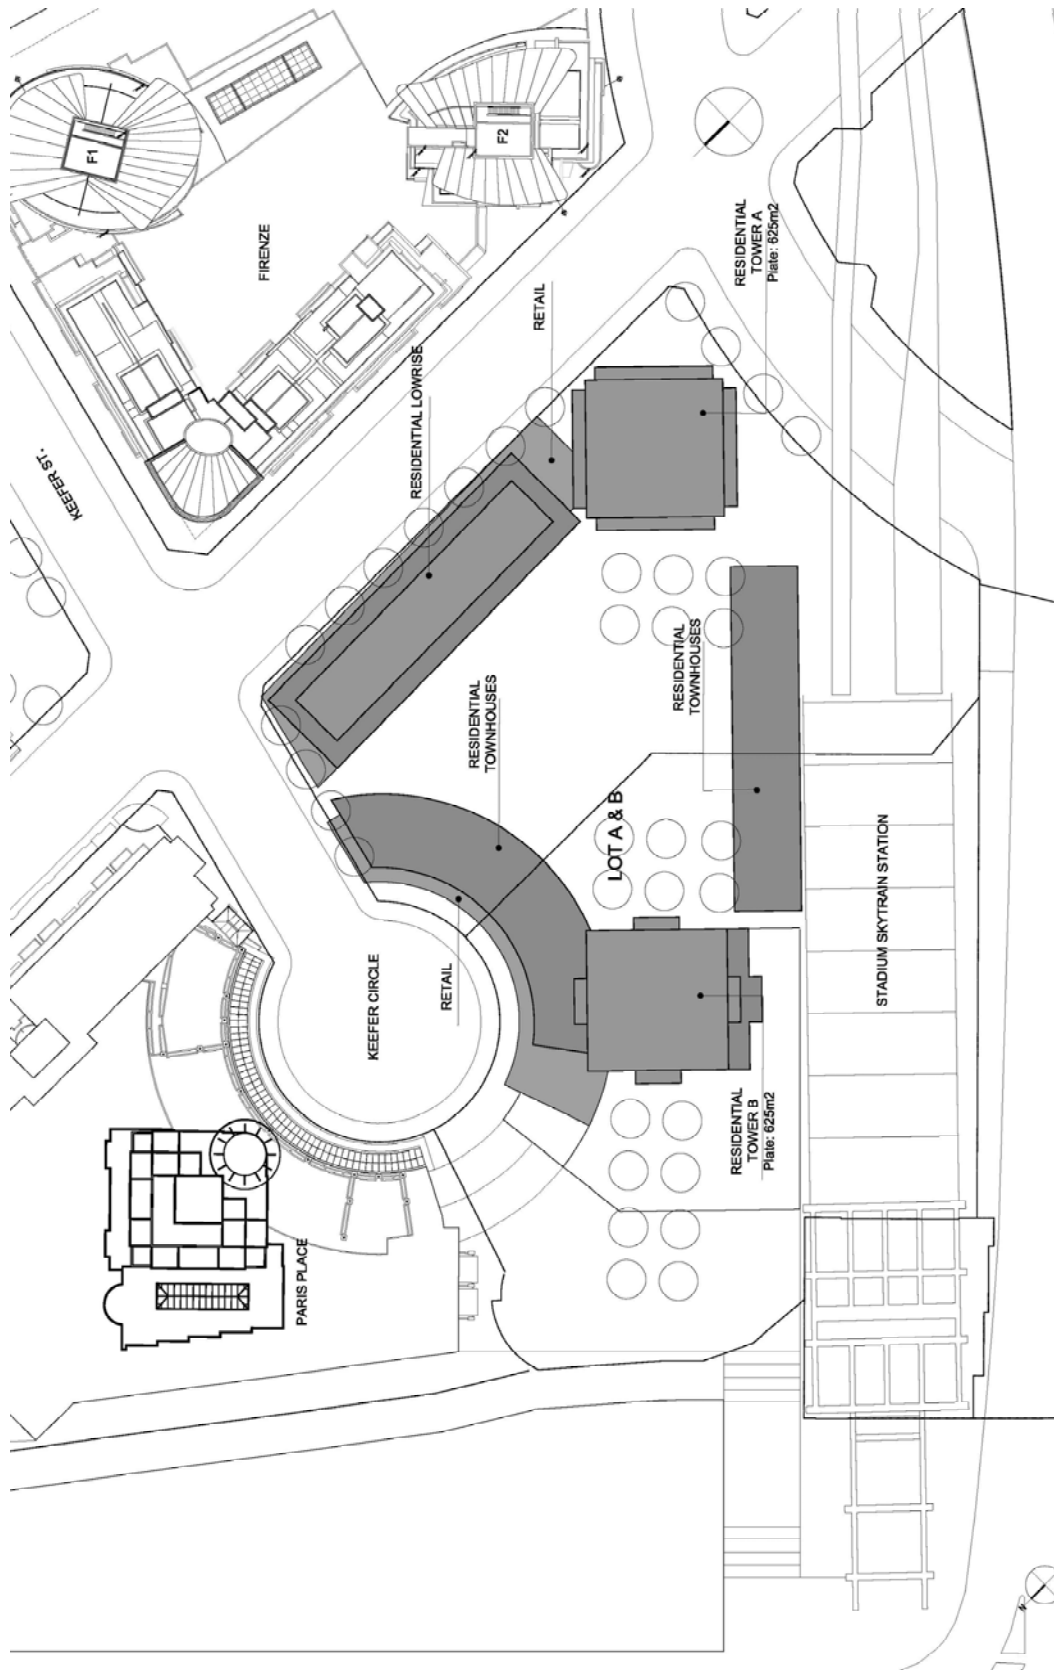 F1
F2
FIRENZE
KEEFER ST.
RESIDENTIAL
TOWER A
Plate: 625m2
RETAIL
RESIDENTIAL LOWRISE
RESIDENTIAL
TOWNHOUSES
RESIDENTIAL
TOWNHOUSES
LOT A & B
STADIUM SKYTRAIN STATION
KEEFER CIRCLE
RETAIL
RESIDENTIAL
TOWER B
Plate: 625m2
PARIS PLACE
N